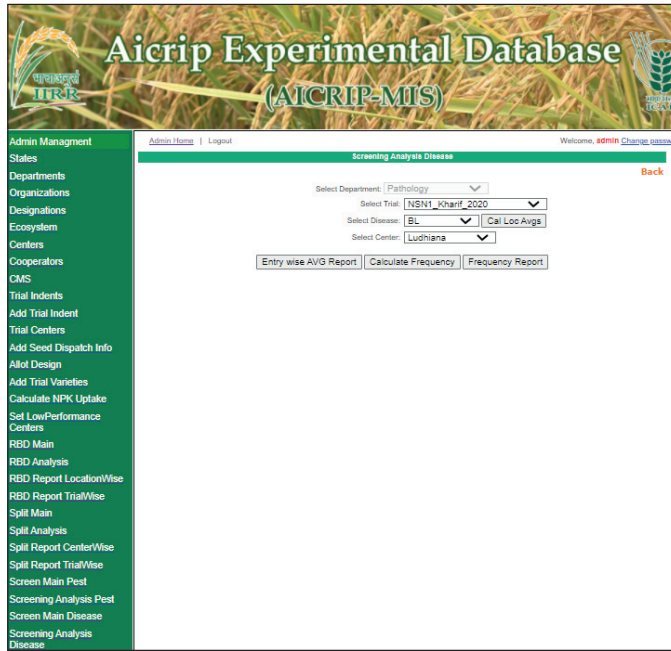 Aicrip Experimental Database
(AICRIP-MIS)
IIRR
Admin Managment
Admin Home | Logout
Welcome, admin Change passw
States
Screening Analysis Disease
Departments
Back
Organizations
Select Department: Pathology
Designations
Select Trial: NSN1_Kharif_2020
Ecosystem
Select Disease: BL Cal Loc Avgs
Centers
Select Center: Ludhiana
Cooperators
Entry wise AVG Report Calculate Frequency Frequency Report
CMS
Trial Indents
Add Trial Indent
Trial Centers
Add Seed Dispatch Info
Allot Design
Add Trial Varieties
Calculate NPK Uptake
Set LowPerformance
Centers
RBD Main
RBD Analysis
RBD Report LocationWise
RBD Report TrialWise
Split Main
Split Analysis
Split Report CenterWise
Split Report TrialWise
Screen Main Pest
Screening Analysis Pest
Screen Main Disease
Screening Analysis
Disease